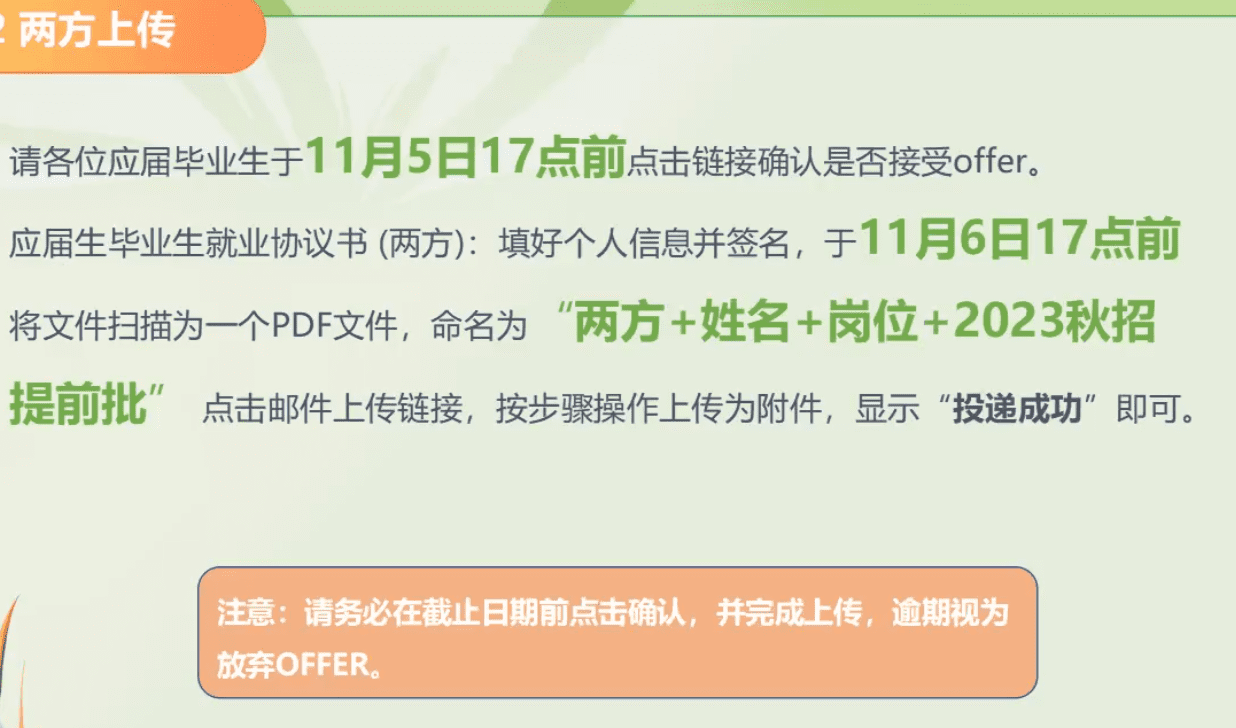 2 两方上传
请各位应届毕业生于11月5日17点前点击链接确认是否接受offer。
应届生毕业生就业协议书 (两方)：填好个人信息并签名，于11月6日17点前
将文件扫描为一个PDF文件，命名为 “两方+姓名+岗位+2023秋招
提前批” 点击邮件上传链接，按步骤操作上传为附件，显示“投递成功”即可。
注意：请务必在截止日期前点击确认，并完成上传，逾期视为
放弃OFFER。